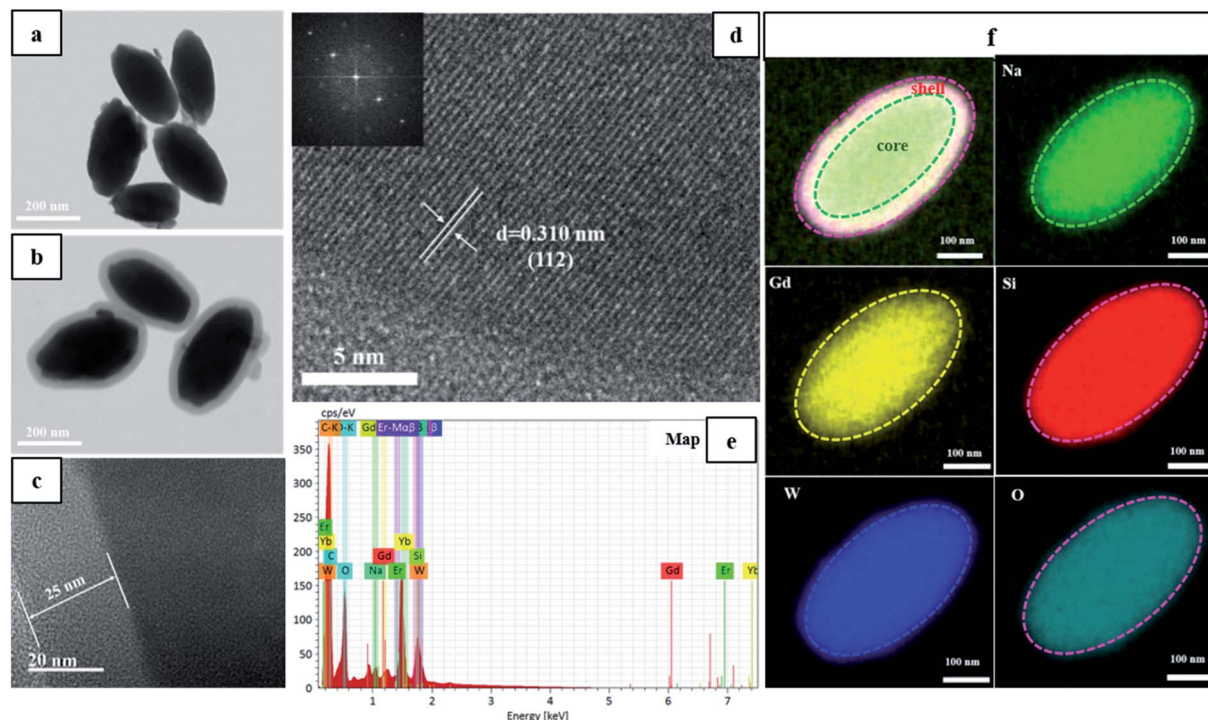 a
200 nm
b
200 nm
c
25 nm
20 nm
d
d=0.310 nm
(112)
5 nm
cps/eV
Map
e
C-K
O-K
Gd
Er-Mαβ
β
350
300
250
200
150
100
50
0
Er
Yb Yb
C Gd Si
W O Na Er W Gd Er Yb
1 2 3 4 5 6 7
Energy [keV]
f
shell
core
100 nm
Na
100 nm
Gd
100 nm
Si
100 nm
W
100 nm
O
100 nm